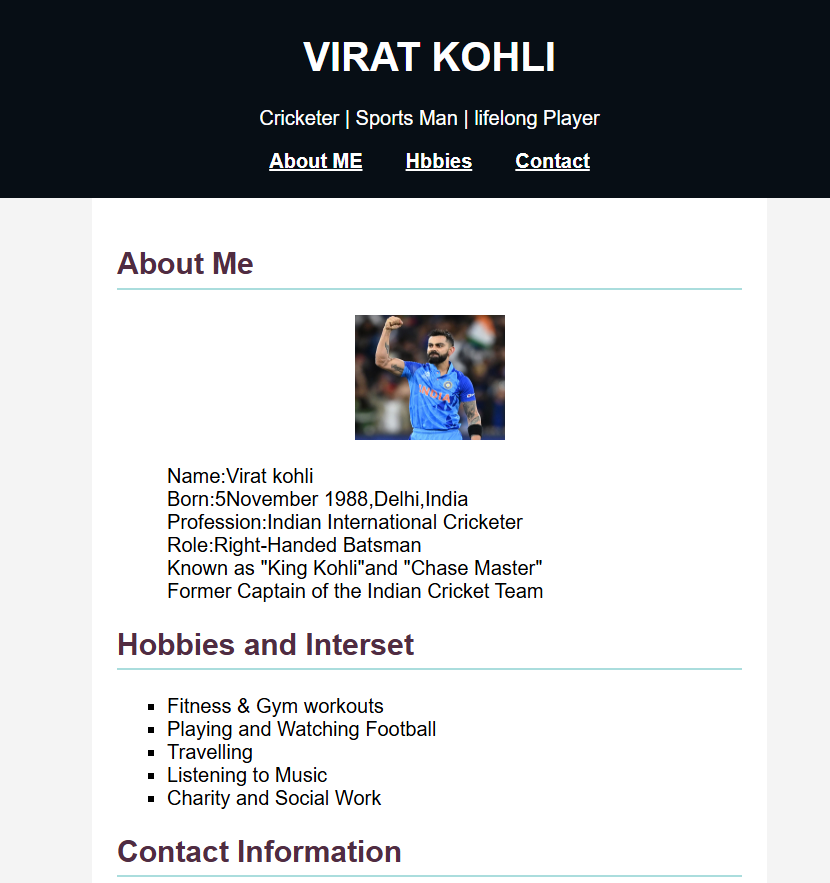 VIRAT KOHLI
Cricketer | Sports Man | lifelong Player
About ME Hbbies Contact
About Me
INDIA
Name:Virat kohli
Born:5November 1988,Delhi,India
Profession:Indian International Cricketer
Role:Right-Handed Batsman
Known as "King Kohli"and "Chase Master"
Former Captain of the Indian Cricket Team
Hobbies and Interset
Fitness & Gym workouts
Playing and Watching Football
Travelling
Listening to Music
Charity and Social Work
Contact Information